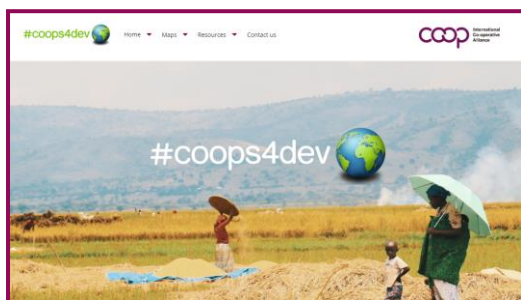 #coops4dev
Home Maps Resources Contact us
coop International
Co-operative
Alliance
#coops4dev